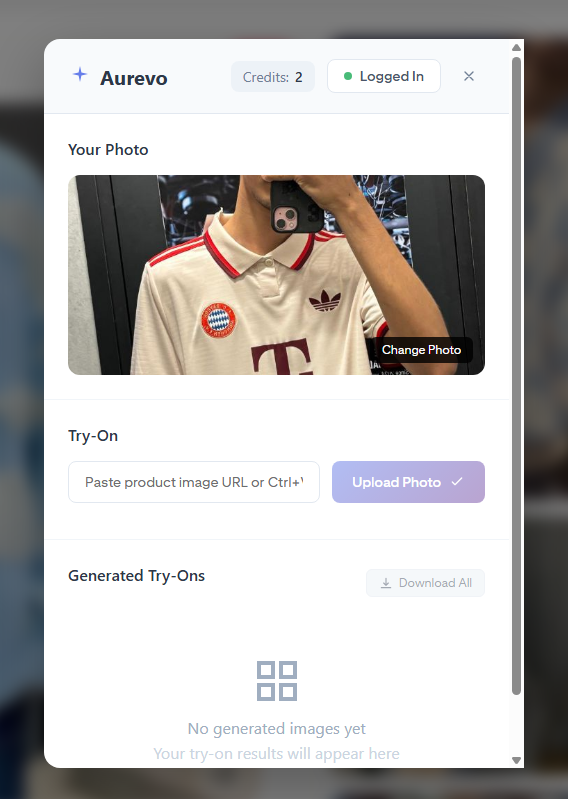 Aurevo
Credits: 2
Logged In
Your Photo
T
Change Photo
Try-On
Paste product image URL or Ctrl+V
Upload Photo
Generated Try-Ons
Download All
No generated images yet
Your try-on results will appear here